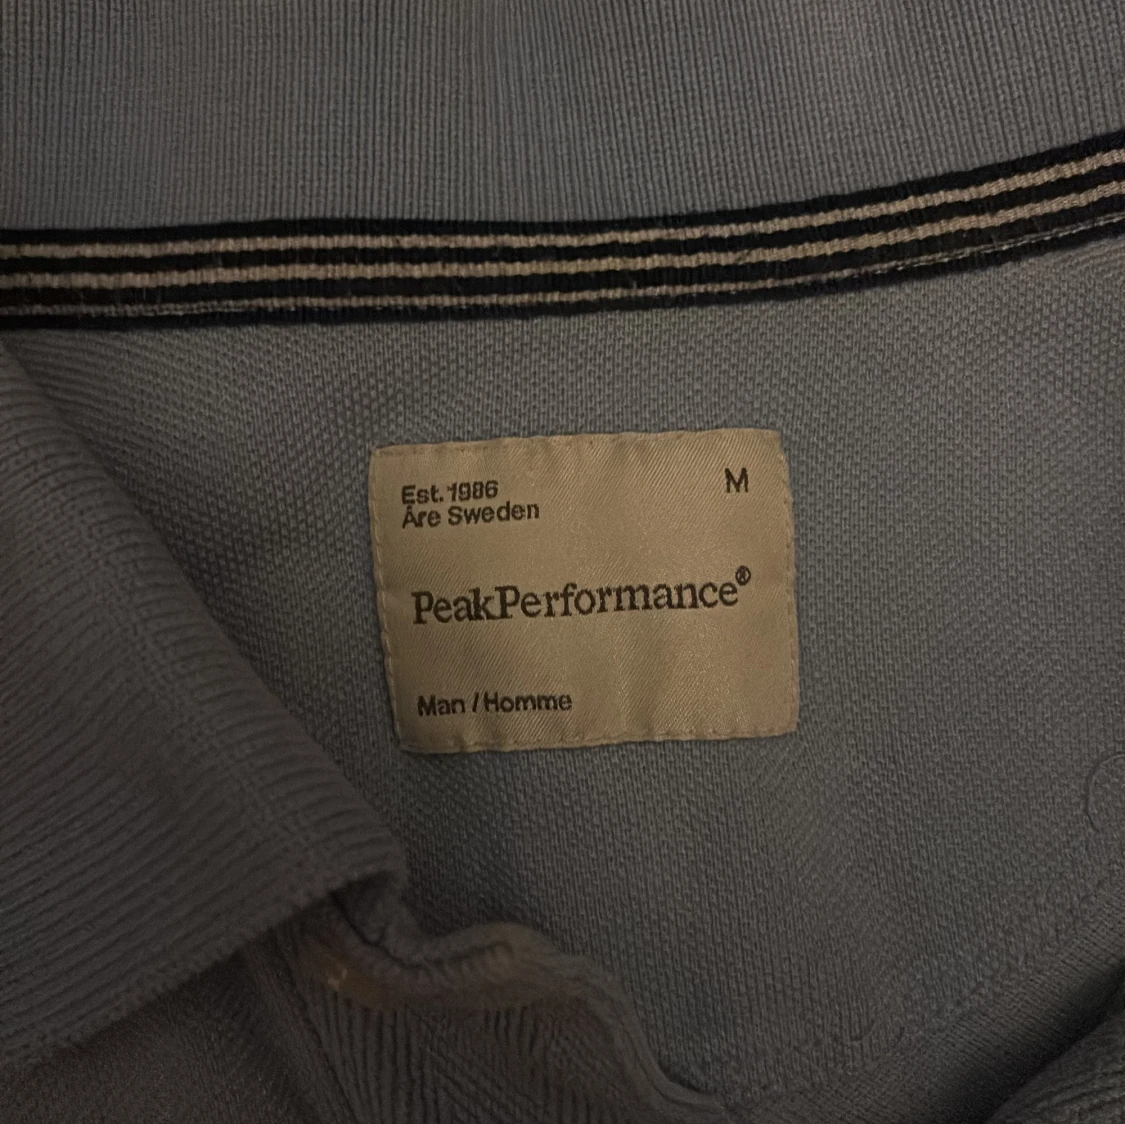 Est. 1986
M
Åre Sweden
PeakPerformance®
Man / Homme